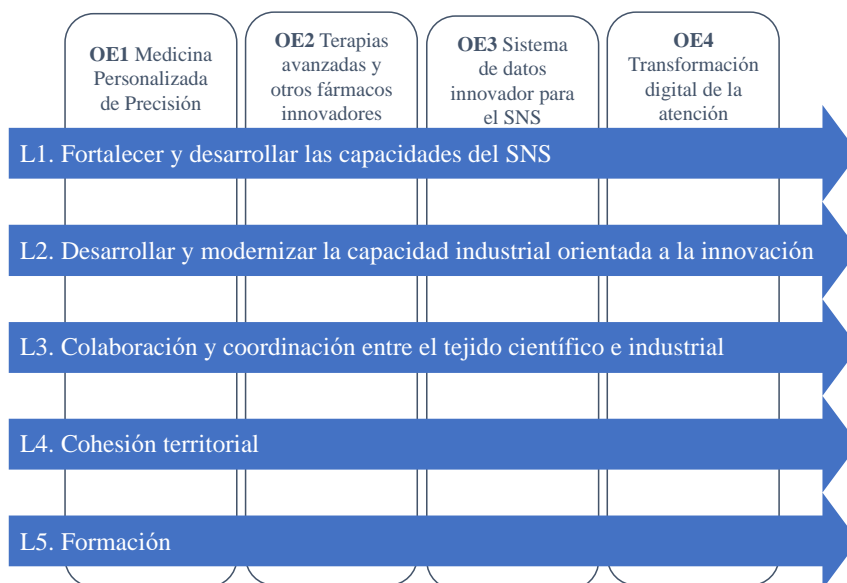 OE1 Medicina
Personalizada
de Precisión
OE2 Terapias
avanzadas y
otros fármacos
innovadores
OE3 Sistema
de datos
innovador para
el SNS
OE4
Transformación
digital de la
atención
L1. Fortalecer y desarrollar las capacidades del SNS
L2. Desarrollar y modernizar la capacidad industrial orientada a la innovación
L3. Colaboración y coordinación entre el tejido científico e industrial
L4. Cohesión territorial
L5. Formación